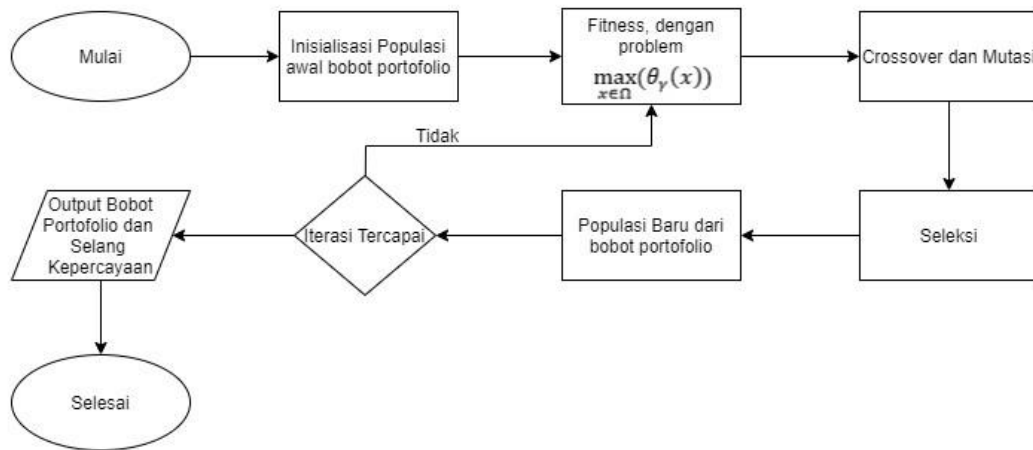 Mulai
Inisialisasi Populasi
awal bobot portofolio
Fitness, dengan
problem
max(θ_γ(x))
x∈Ω
Crossover dan Mutasi
Tidak
Output Bobot
Portofolio dan
Selang
Kepercayaan
Iterasi Tercapai
Populasi Baru dari
bobot portofolio
Seleksi
Selesai